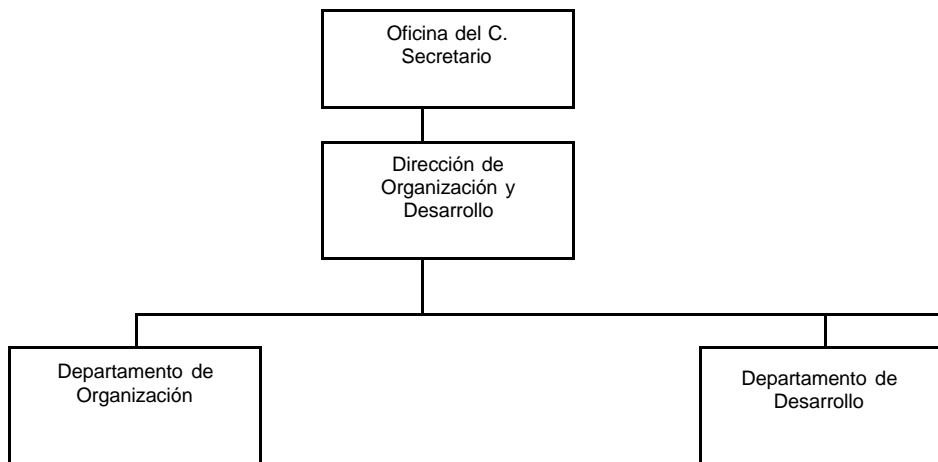 Oficina del C.
Secretario
Dirección de
Organización y
Desarrollo
Departamento de
Organización
Departamento de
Desarrollo